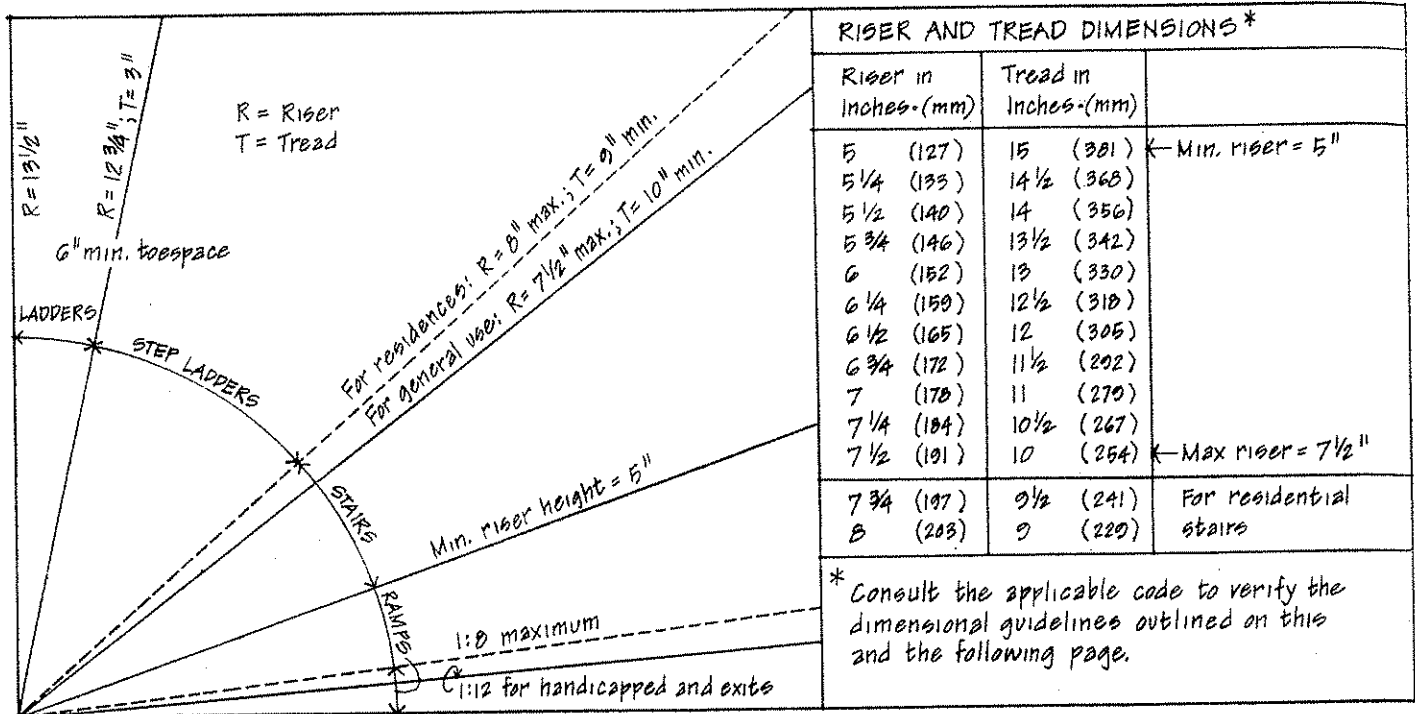 R = 13 1/2"
R = 12 3/4"; T = 3"
R = Riser
T = Tread
6" min. toespace
LADDERS
STEP LADDERS
For residences: R = 8" max.; T = 9" min.
For general use: R = 7 1/2" max.; T = 10" min.
STAIRS
Min. riser height = 5"
RAMPS
1:8 maximum
1:12 for handicapped and exits
RISER AND TREAD DIMENSIONS*
Riser in Tread in
Inches·(mm) Inches·(mm)
5 (127) 15 (381) ← Min. riser = 5"
5 1/4 (133) 14 1/2 (368)
5 1/2 (140) 14 (356)
5 3/4 (146) 13 1/2 (342)
6 (152) 13 (330)
6 1/4 (159) 12 1/2 (318)
6 1/2 (165) 12 (305)
6 3/4 (172) 11 1/2 (292)
7 (178) 11 (279)
7 1/4 (184) 10 1/2 (267)
7 1/2 (191) 10 (254) ← Max riser = 7 1/2"
7 3/4 (197) 9 1/2 (241) For residential
8 (203) 9 (229) stairs
* Consult the applicable code to verify the
dimensional guidelines outlined on this
and the following page.